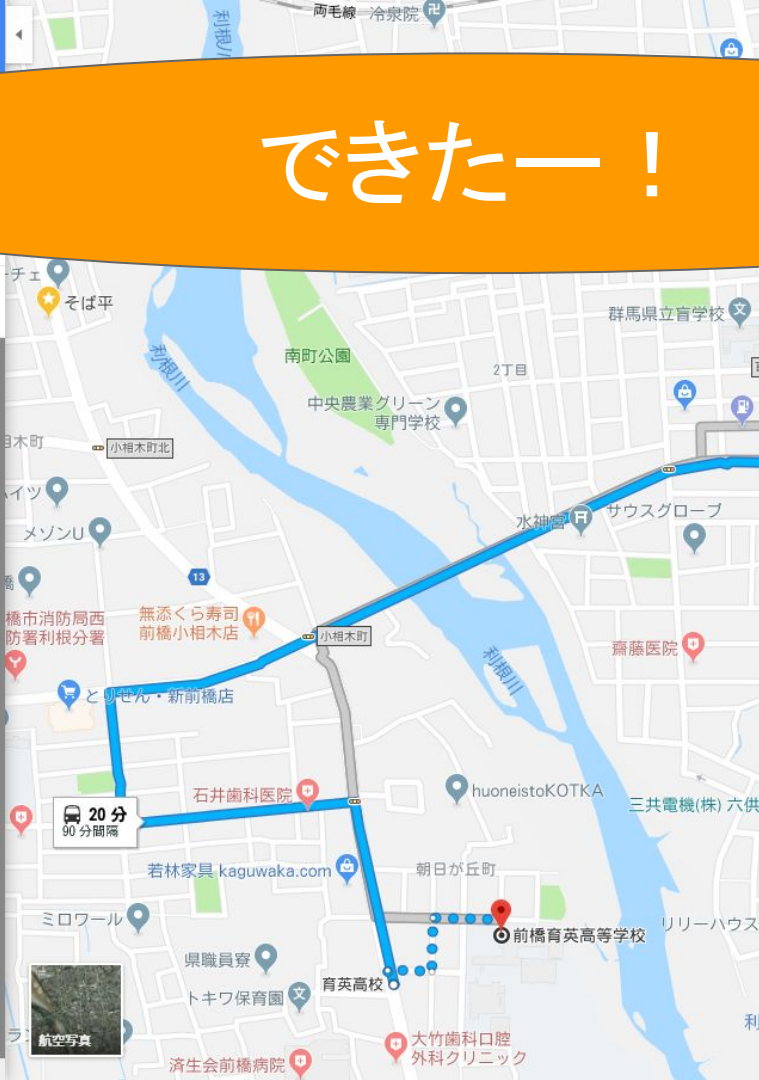 両毛線
冷泉院
利根川
できたー！
ーチェ
そば平
群馬県立盲学校
利根川
南町公園
2丁目
中央農業グリーン
専門学校
相木町
小相木町北
ハイツ
メゾンU
水神宮
サウスグローブ
13
橋市消防局西
防署利根分署
無添くら寿司
前橋小相木店
小相木町
齋藤医院
利根川
とりせん・新前橋店
石井歯科医院
huoneistoKOTKA
20 分
90 分間隔
三共電機(株) 六供
若林家具 kaguwaka.com
朝日が丘町
ミロワール
前橋育英高等学校
リリーハウス
県職員寮
育英高校
トキワ保育園
航空写真
大竹歯科口腔
外科クリニック
済生会前橋病院